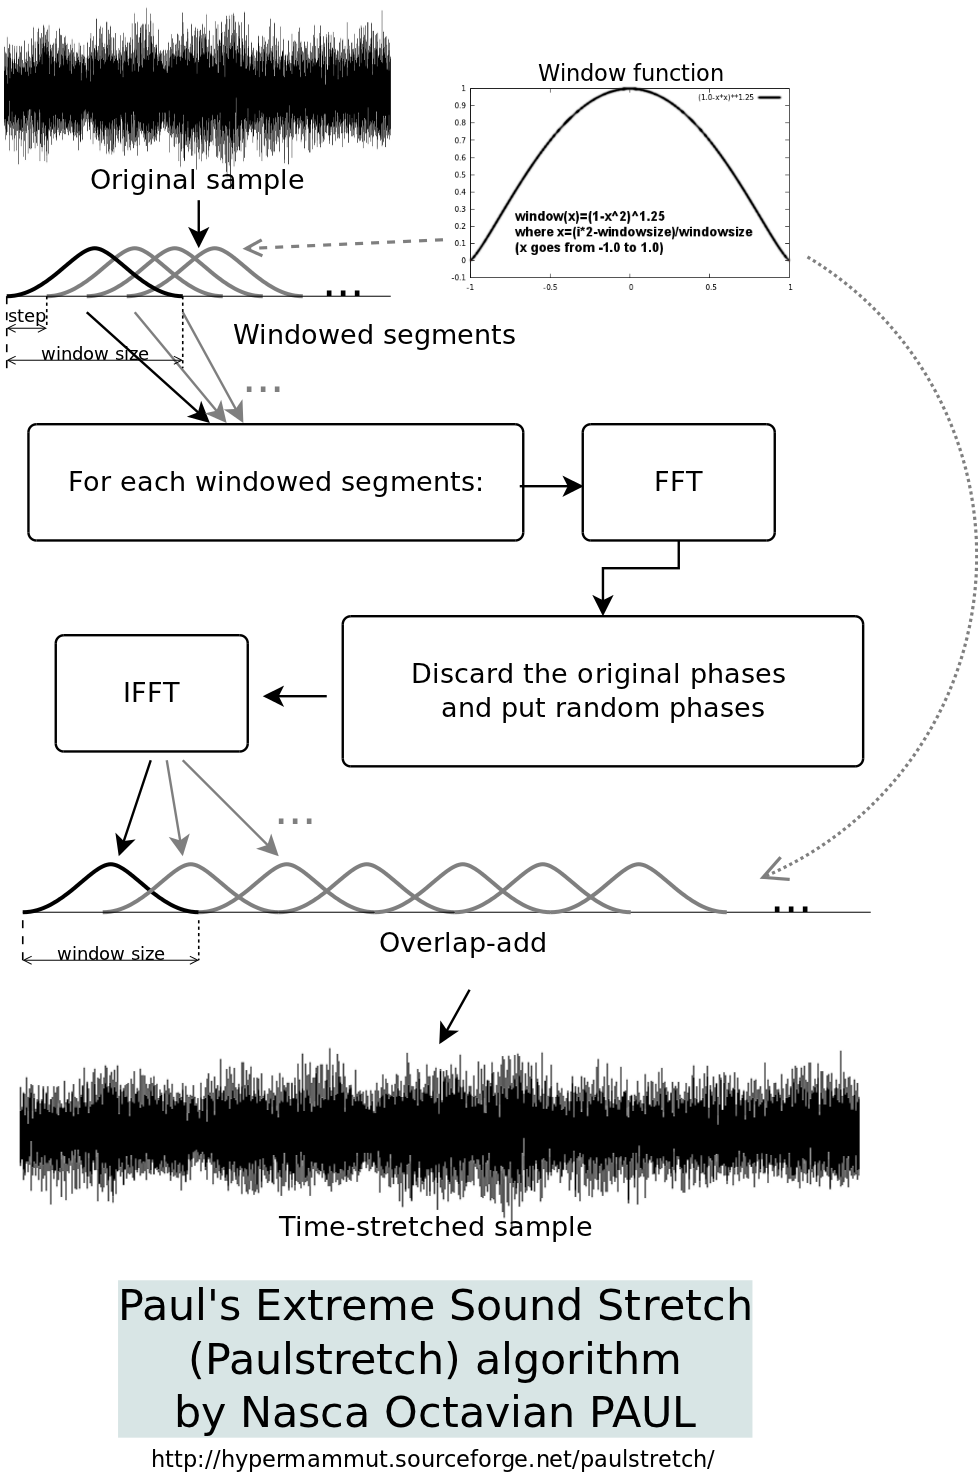 Original sample
Window function
1
0.9
0.8
0.7
0.6
0.5
0.4
0.3
0.2
0.1
0
-0.1
-1
-0.5
0
0.5
1
(1.0-x*x)**1.25
window(x)=(1-x^2)^1.25
where x=(i*2-windowsize)/windowsize
(x goes from -1.0 to 1.0)
...
step
window size
Windowed segments
...
For each windowed segments:
FFT
Discard the original phases
and put random phases
IFFT
...
...
window size
Overlap-add
Time-stretched sample
Paul's Extreme Sound Stretch
(Paulstretch) algorithm
by Nasca Octavian PAUL
http://hypermammut.sourceforge.net/paulstretch/